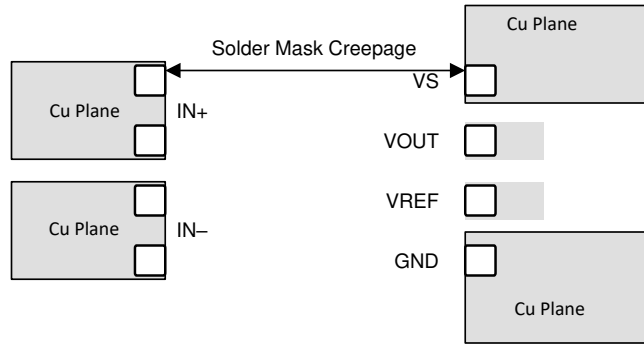 Cu Plane
Solder Mask Creepage
VS
Cu Plane
IN+
VOUT
VREF
Cu Plane
IN–
GND
Cu Plane